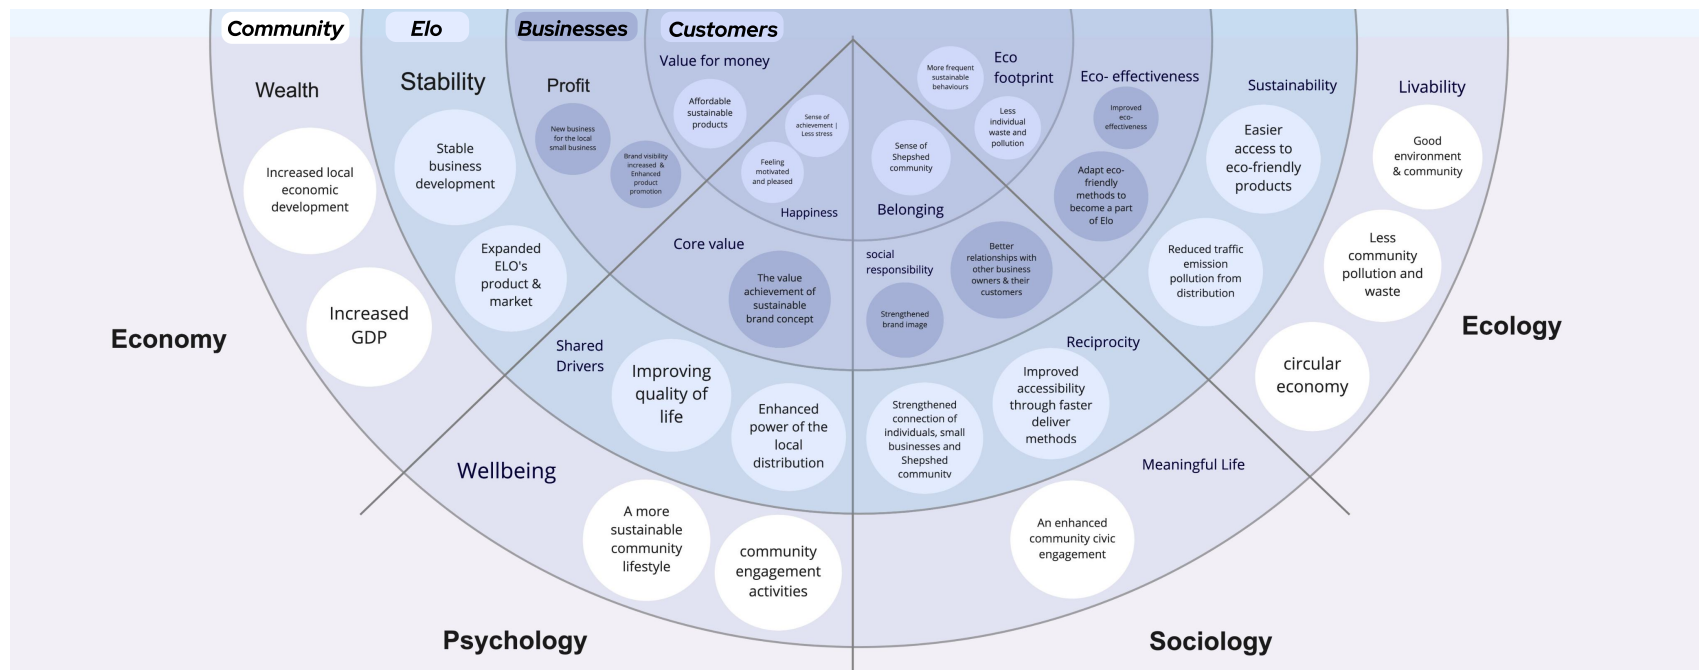 Community
Elo
Businesses
Customers
Wealth
Increased local
economic
development
Increased
GDP
Stability
Stable
business
development
Expanded
ELO's
product &
market
Profit
New business
for the local
small business
Brand visibility
increased &
Enhanced
product
promotion
Value for money
Affordable
sustainable
products
Sense of
achievement |
Less stress
Feeling
motivated
and pleased
Happiness
Core value
The value
achievement of
sustainable
brand concept
Shared
Drivers
Improving
quality of
life
Enhanced
power of the
local
distribution
Wellbeing
A more
sustainable
community
lifestyle
community
engagement
activities
Sense of
Shepshed
community
Belonging
social
responsibility
Better
relationships with
other business
owners & their
customers
Strengthened
brand image
Reciprocity
Improved
accessibility
through faster
deliver
methods
Strengthened
connection of
individuals, small
businesses and
Shepshed
community
Meaningful Life
An enhanced
community civic
engagement
More frequent
sustainable
behaviours
Eco
footprint
Less
individual
waste and
pollution
Eco- effectiveness
Improved
eco-
effectiveness
Adapt eco-
friendly
methods to
become a part
of Elo
Sustainability
Easier
access to
eco-friendly
products
Reduced traffic
emission
pollution from
distribution
Livability
Good
environment
& community
Less
community
pollution and
waste
circular
economy
Economy
Psychology
Sociology
Ecology